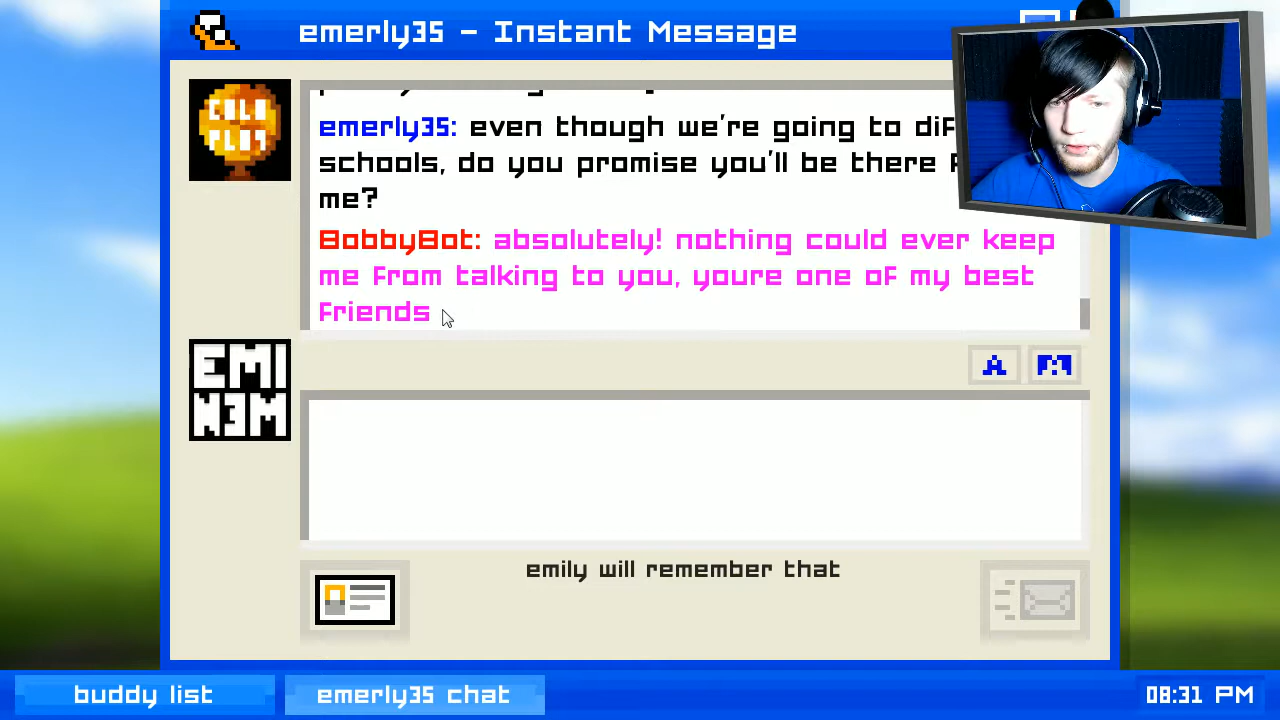 emerly35 - Instant Message
COLD
PLAY
emerly35: even though we're going to
schools, do you promise you'll be there
me?
BobbyBot: absolutely! nothing could ever keep
me from talking to you, youre one of my best
friends
A
EMI
N3M
emily will remember that
buddy list
emerly35 chat
08:31 PM